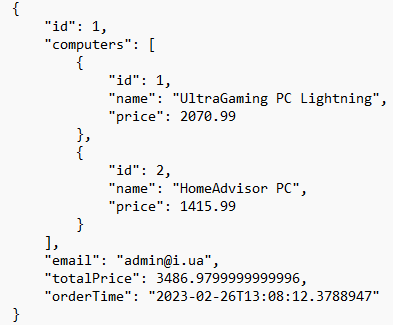 {
    "id": 1,
    "computers": [
        {
            "id": 1,
            "name": "UltraGaming PC Lightning",
            "price": 2070.99
        },
        {
            "id": 2,
            "name": "HomeAdvisor PC",
            "price": 1415.99
        }
    ],
    "email": "admin@i.ua",
    "totalPrice": 3486.9799999999996,
    "orderTime": "2023-02-26T13:08:12.3788947"
}